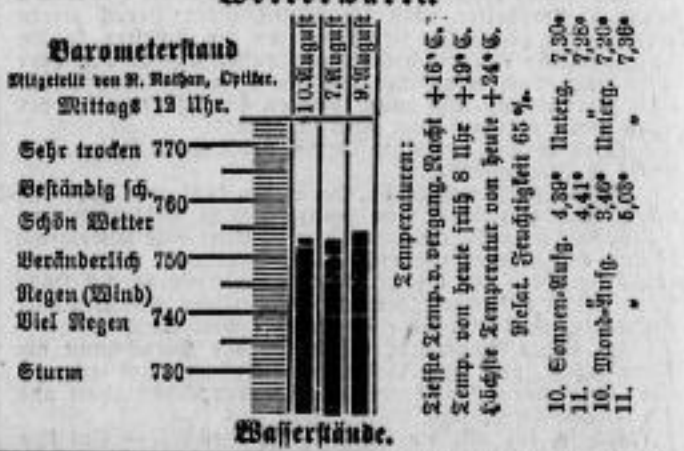 Barometerstand
Mitgeteilt von R. Nathan, Optiker.
Mittags 12 Uhr.
10. August
7. August
9. August
Sehr trocken 770
Beständig sch. 760
Schön Wetter
Veränderlich 750
Regen (Wind)
Viel Regen 740
Sturm 730
Temperaturen:
Tiefste Temp. v. vergang. Nacht +16° C.
Temp. von heute früh 8 Uhr +19° C.
Höchste Temperatur von heute +24° C.
Relat. Feuchtigkeit 65 %.
10. Sonnen-Aufg. 4,39* Unterg. 7,30*
11. " 4,41* " 7,28*
10. Mond-Aufg. 3,46* Unterg. 7,20*
11. " 5,03* " 7,36*
Wasserstände.